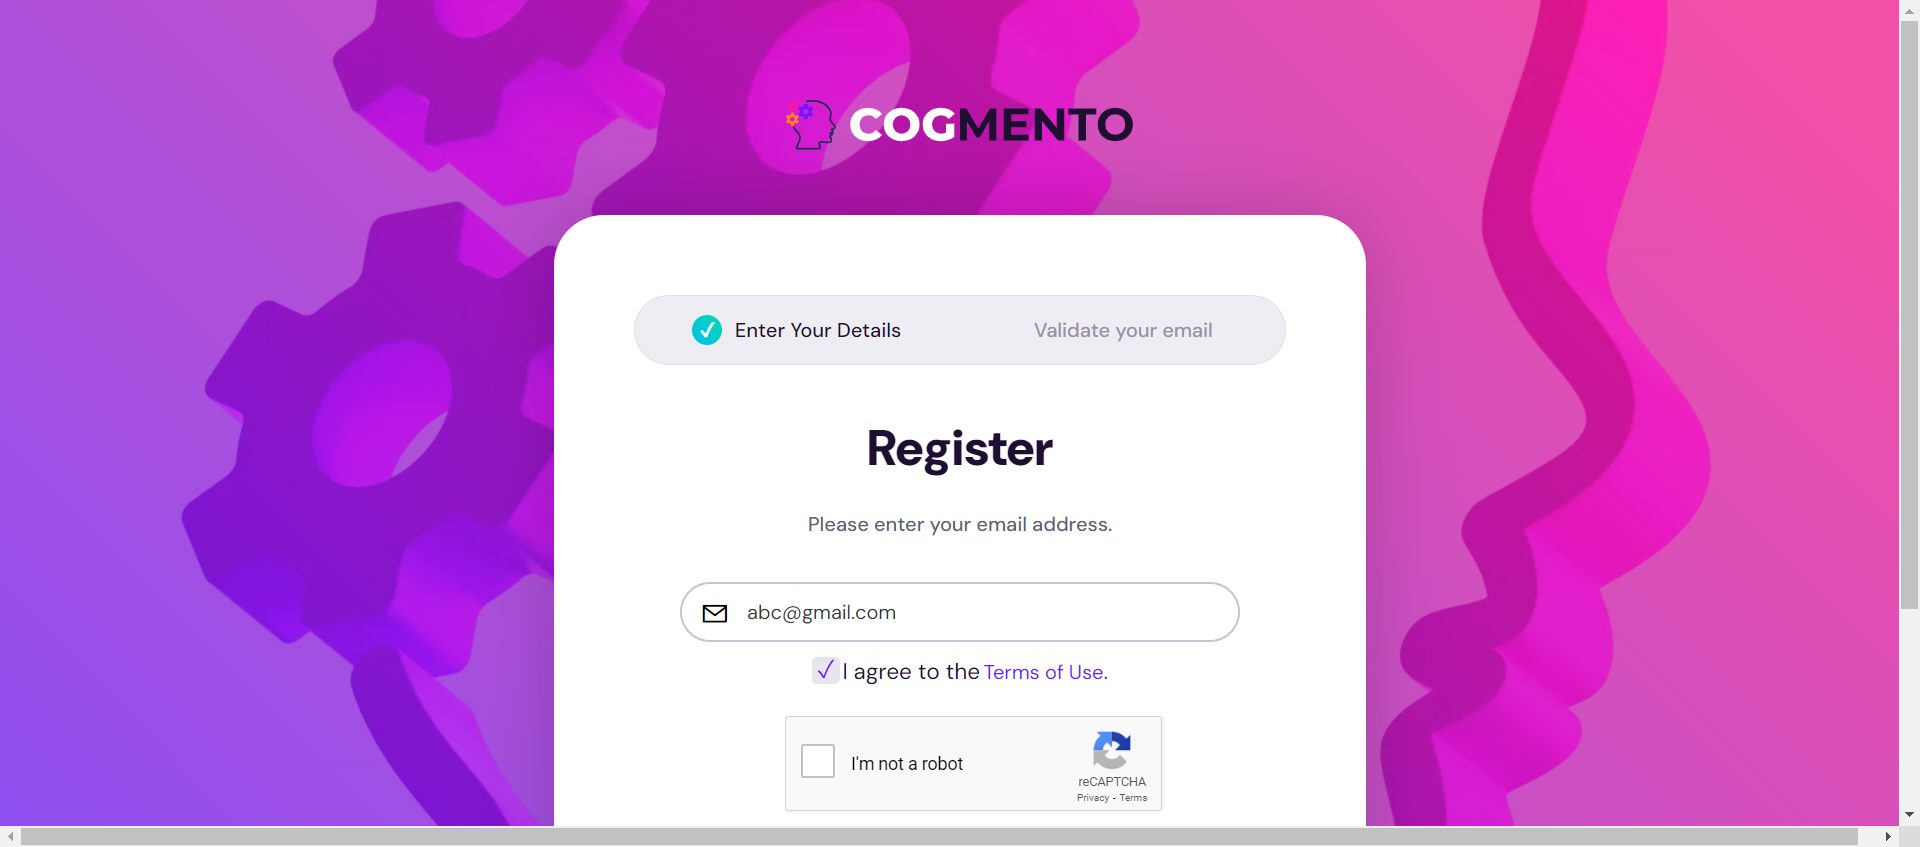 COGMENTO
Enter Your Details
Validate your email
Register
Please enter your email address.
abc@gmail.com
I agree to the Terms of Use.
I'm not a robot
reCAPTCHA
Privacy - Terms